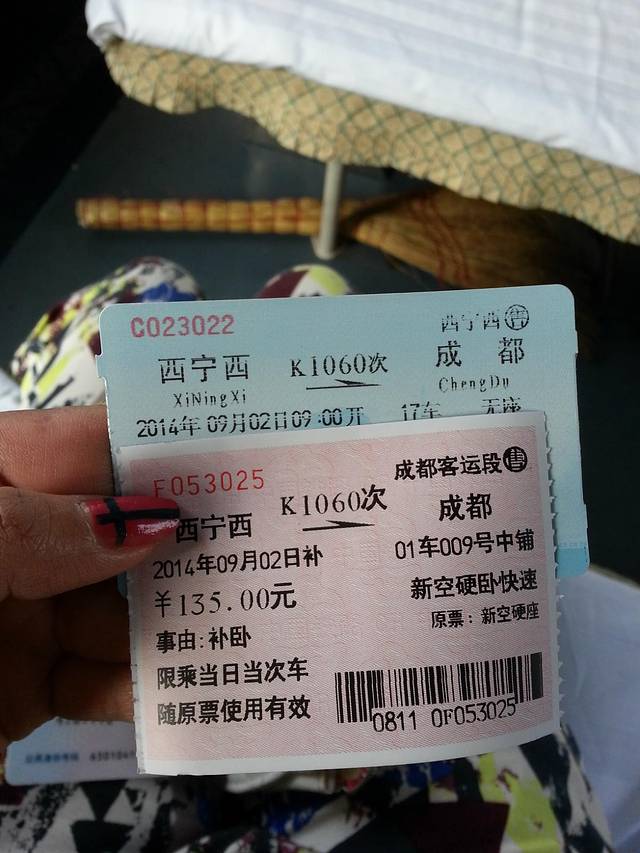 C023022
西宁西售
西宁西 K1060次 成都
XiNingXi ChengDu
2014年09月02日09:00开 17车 无座
F053025
成都客运段售
西宁西 K1060次 成都
2014年09月02日补 01车009号中铺
￥135.00元 新空硬卧快速
原票：新空硬座
事由:补卧
限乘当日当次车
随原票使用有效
0811 0F053025